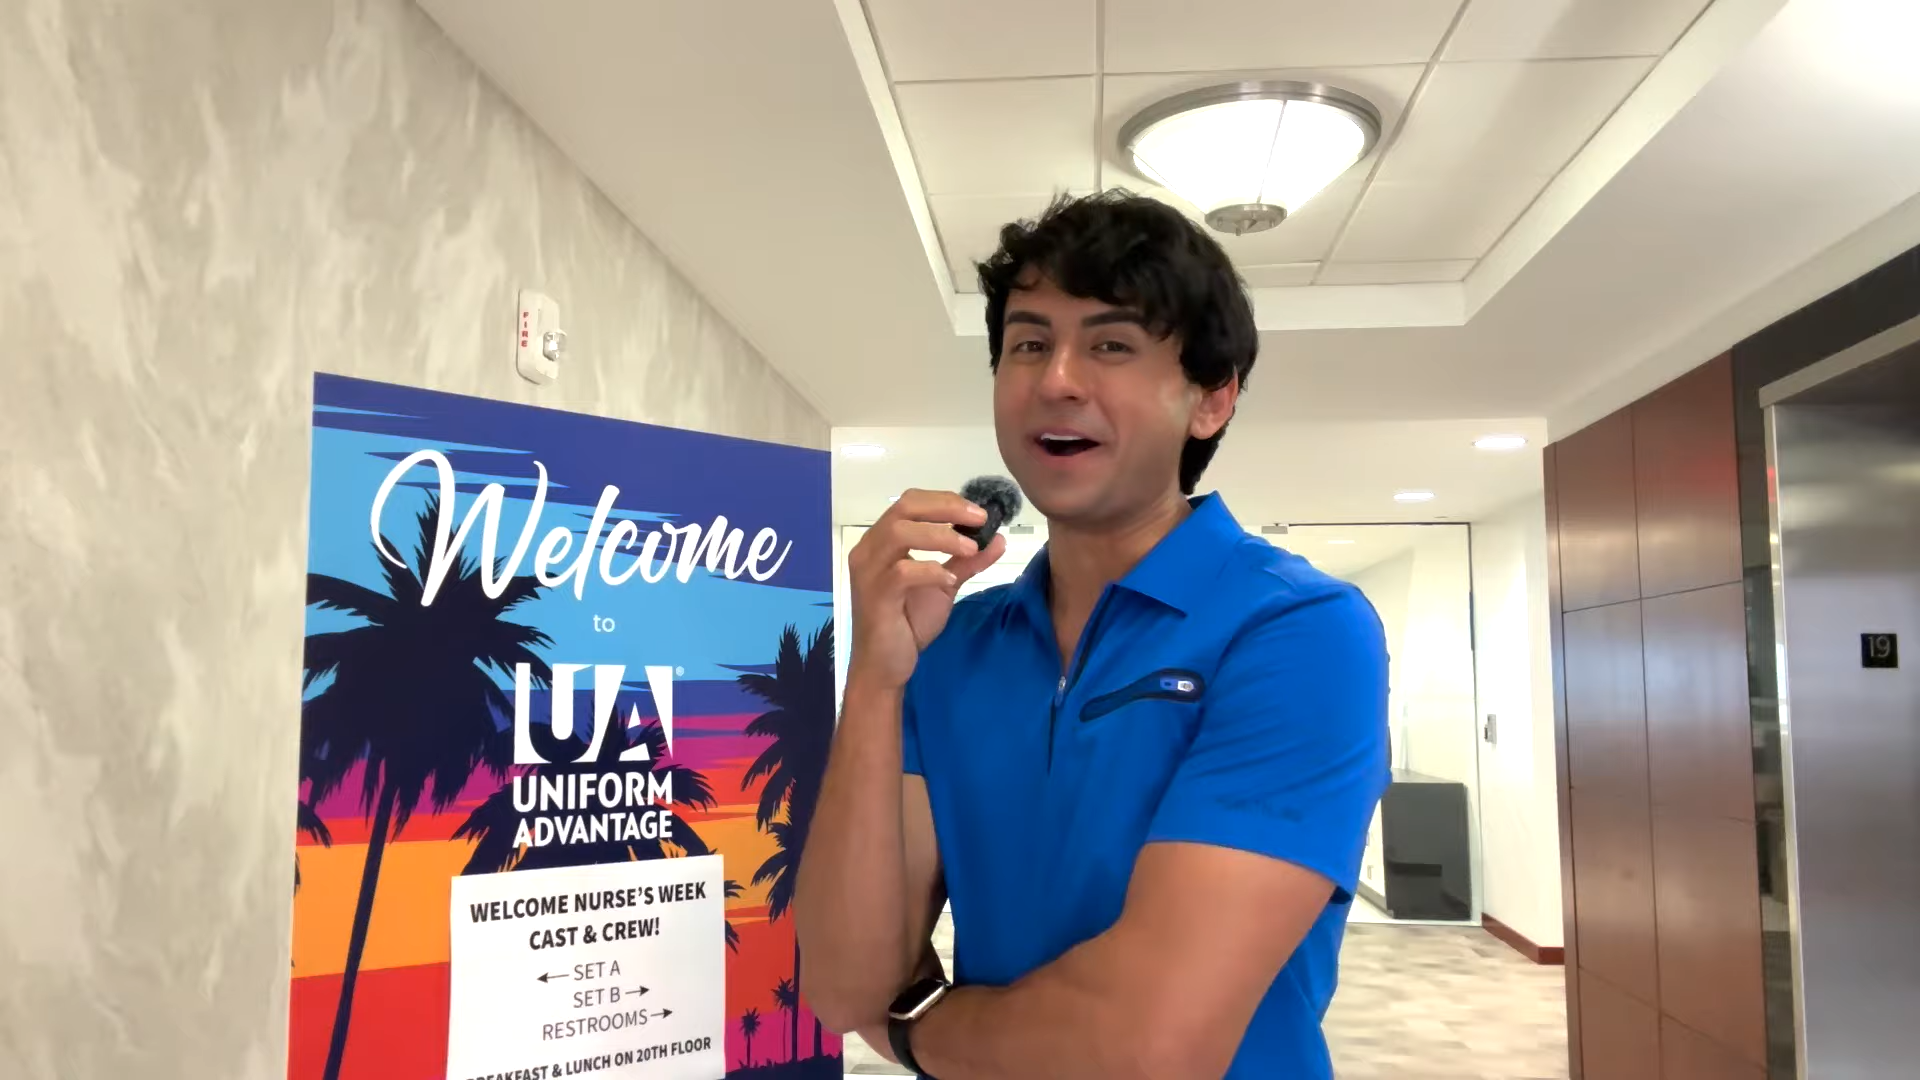 FIRE
Welcome
to
UA®
UNIFORM
ADVANTAGE
WELCOME NURSE'S WEEK
CAST & CREW!
← SET A
SET B →
RESTROOMS →
BREAKFAST & LUNCH ON 20TH FLOOR
19